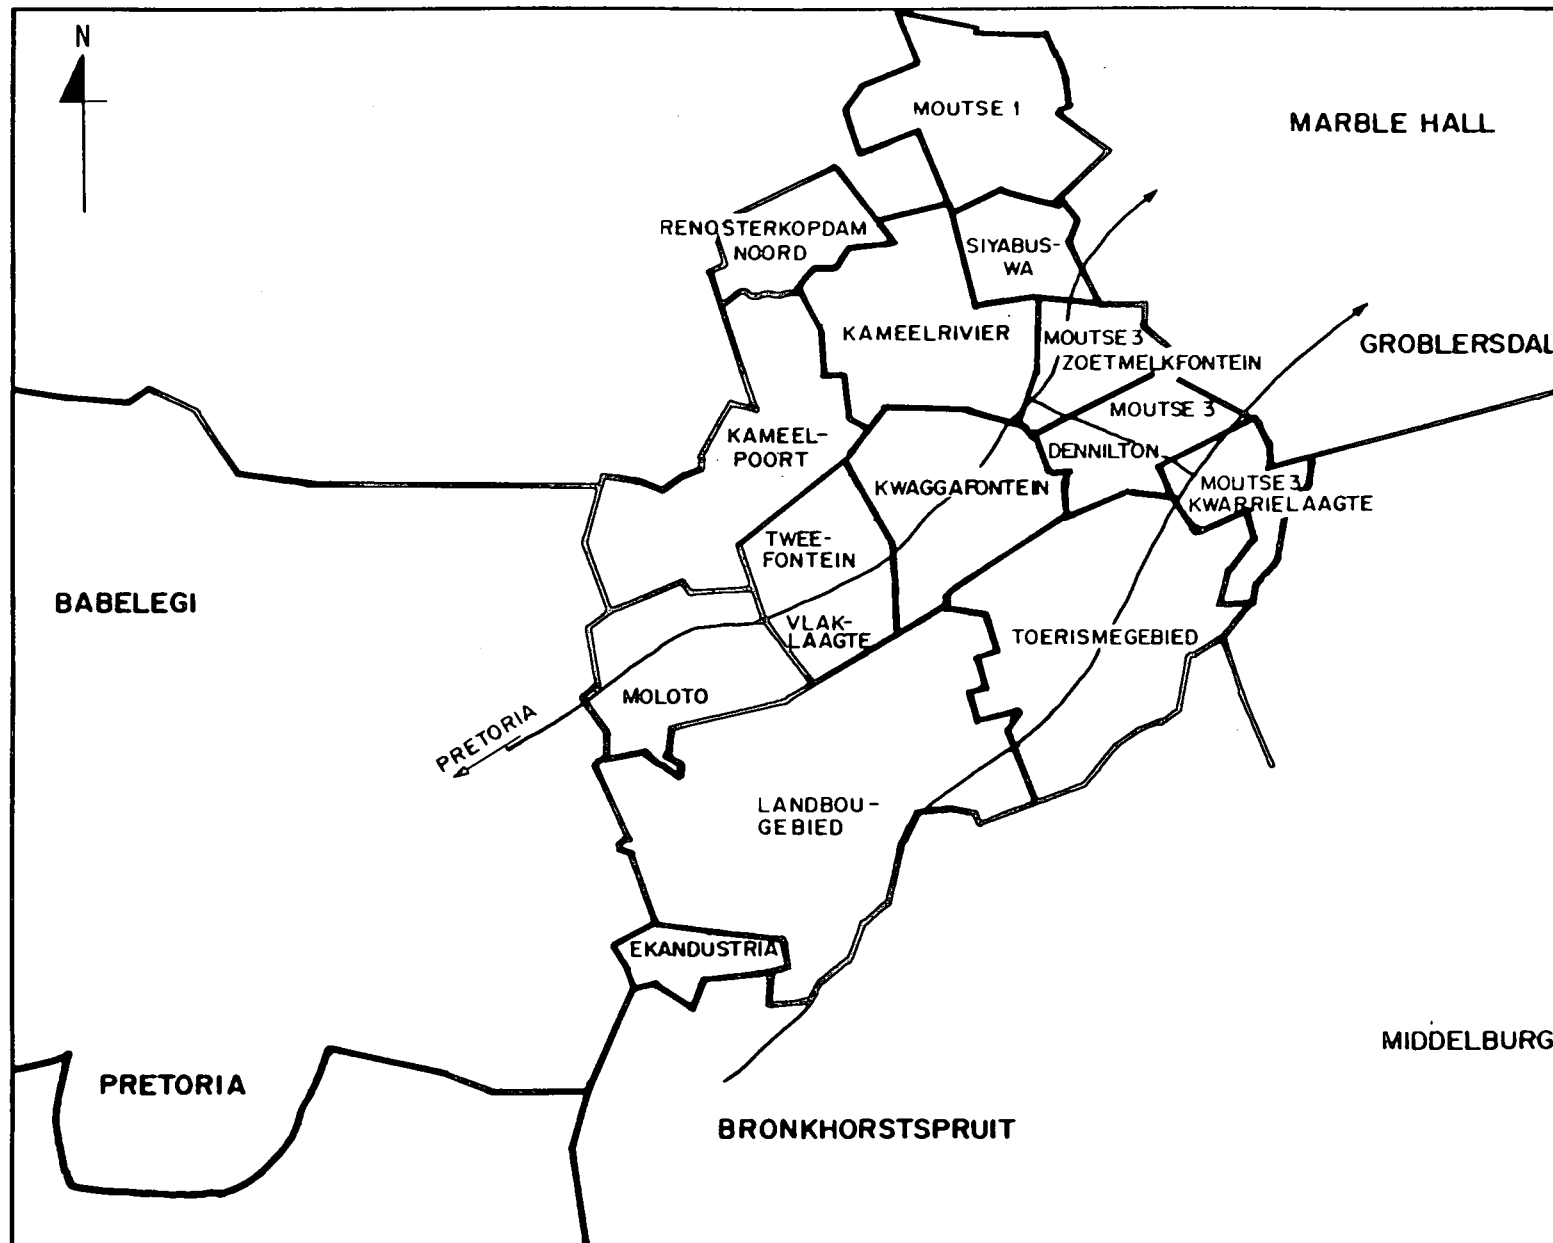 N
MOUTSE 1
MARBLE HALL
RENOSTERKOPDAM
NOORD
SIYABUS-
WA
KAMEELRIVIER
MOUTSE 3
ZOETMELKFONTEIN
GROBLERSDAL
MOUTSE 3
KAMEEL-
POORT
DENNILTON
KWAGGAFONTEIN
MOUTSE 3
KWARRIELAAGTE
TWEE-
FONTEIN
BABELEGI
VLAK-
LAAGTE
TOERISMEGEBIED
MOLOTO
PRETORIA
LANDBOU-
GEBIED
EKANDUSTRIA
MIDDELBURG
PRETORIA
BRONKHORSTSPRUIT